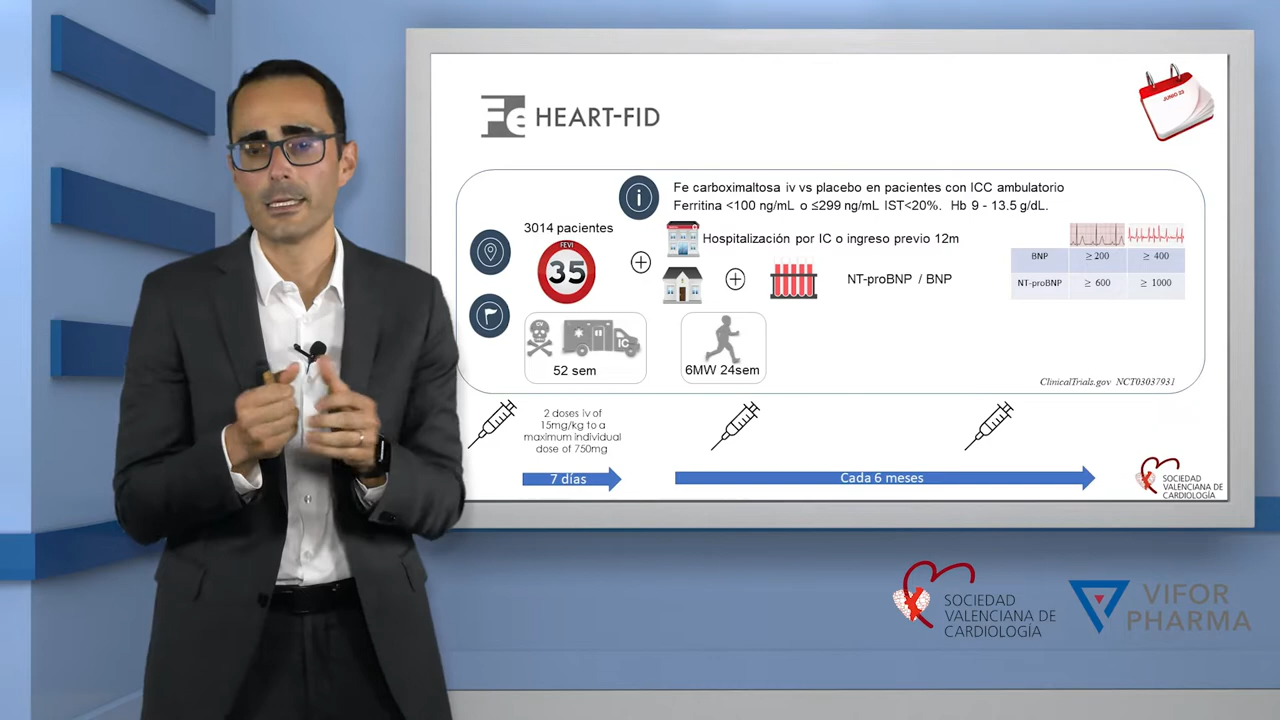 Fe HEART-FID
JUNIO 23
Fe carboximaltosa iv vs placebo en pacientes con ICC ambulatorio
Ferritina <100 ng/mL o ≤299 ng/mL IST<20%. Hb 9 - 13.5 g/dL.
3014 pacientes
FEVI
35
Hospitalización por IC o ingreso previo 12m
NT-proBNP / BNP
BNP ≥ 200 ≥ 400
NT-proBNP ≥ 600 ≥ 1000
CV
IC
52 sem
6MW 24sem
ClinicalTrials.gov NCT03037931
2 doses iv of
15mg/kg to a
maximum individual
dose of 750mg
7 días
Cada 6 meses
SOCIEDAD
VALENCIANA DE
CARDIOLOGÍA
SOCIEDAD
VALENCIANA DE
CARDIOLOGÍA
VIFOR
PHARMA